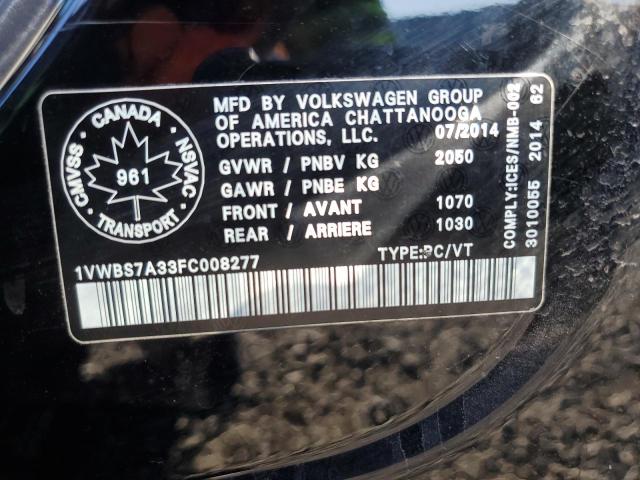 CANADA
CMVSS
NSVAC
961
TRANSPORT
MFD BY VOLKSWAGEN GROUP
OF AMERICA CHATTANOOGA
OPERATIONS, LLC. 07/2014
GVWR / PNBV KG 2050
GAWR / PNBE KG
FRONT / AVANT 1070
REAR / ARRIERE 1030
1VWBS7A33FC008277 TYPE:PC/VT
COMPLY:ICES/NMB-002
3010055 2014 62